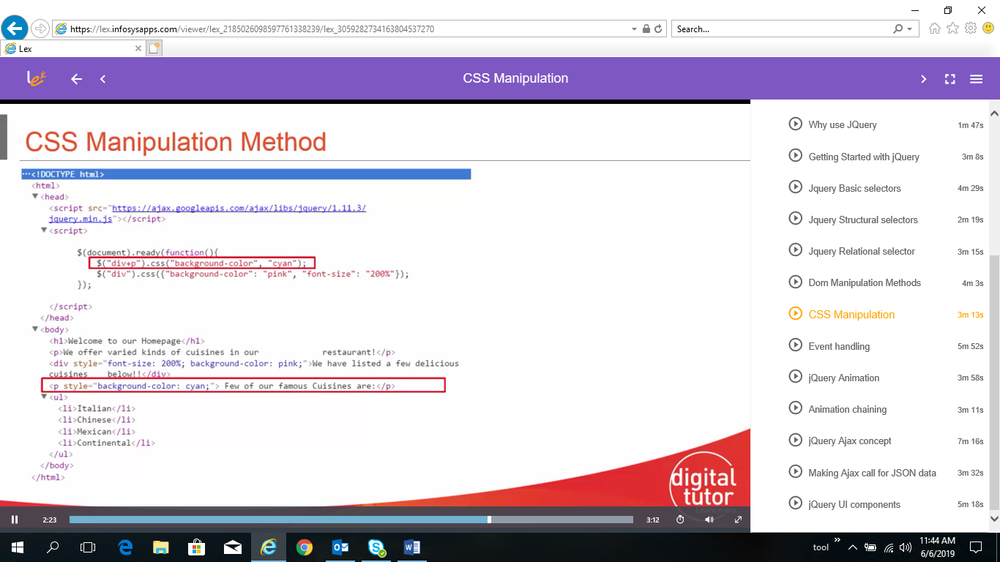 https://lex.infosysapps.com/viewer/lex_2185026098597761338239/lex_3059282734163804537270
Search...
Lex
lex
CSS Manipulation
CSS Manipulation Method
···<!DOCTYPE html>
<html>
▼<head>
<script src="https://ajax.googleapis.com/ajax/libs/jquery/1.11.3/
jquery.min.js"></script>
▼<script>
$(document).ready(function(){
$("div+p").css("background-color", "cyan");
$("div").css({"background-color": "pink", "font-size": "200%"});
});
</script>
</head>
▼<body>
<h1>Welcome to our Homepage</h1>
<p>We offer varied kinds of cuisines in our restaurant!</p>
<div style="font-size: 200%; background-color: pink;">We have listed a few delicious
cuisines below!!</div>
<p style="background-color: cyan;"> Few of our famous Cuisines are:</p>
▼<ul>
<li>Italian</li>
<li>Chinese</li>
<li>Mexican</li>
<li>Continental</li>
</ul>
</body>
</html>
digital
tutor
Learn more
2:23
3:12
Why use JQuery 1m 47s
Getting Started with jQuery 3m 8s
Jquery Basic selectors 4m 29s
Jquery Structural selectors 2m 19s
Jquery Relational selector 3m 15s
Dom Manipulation Methods 4m 3s
CSS Manipulation 3m 13s
Event handling 5m 52s
jQuery Animation 3m 58s
Animation chaining 3m 11s
jQuery Ajax concept 7m 16s
Making Ajax call for JSON data 3m 32s
jQuery UI components 5m 18s
tool
11:44 AM
6/6/2019